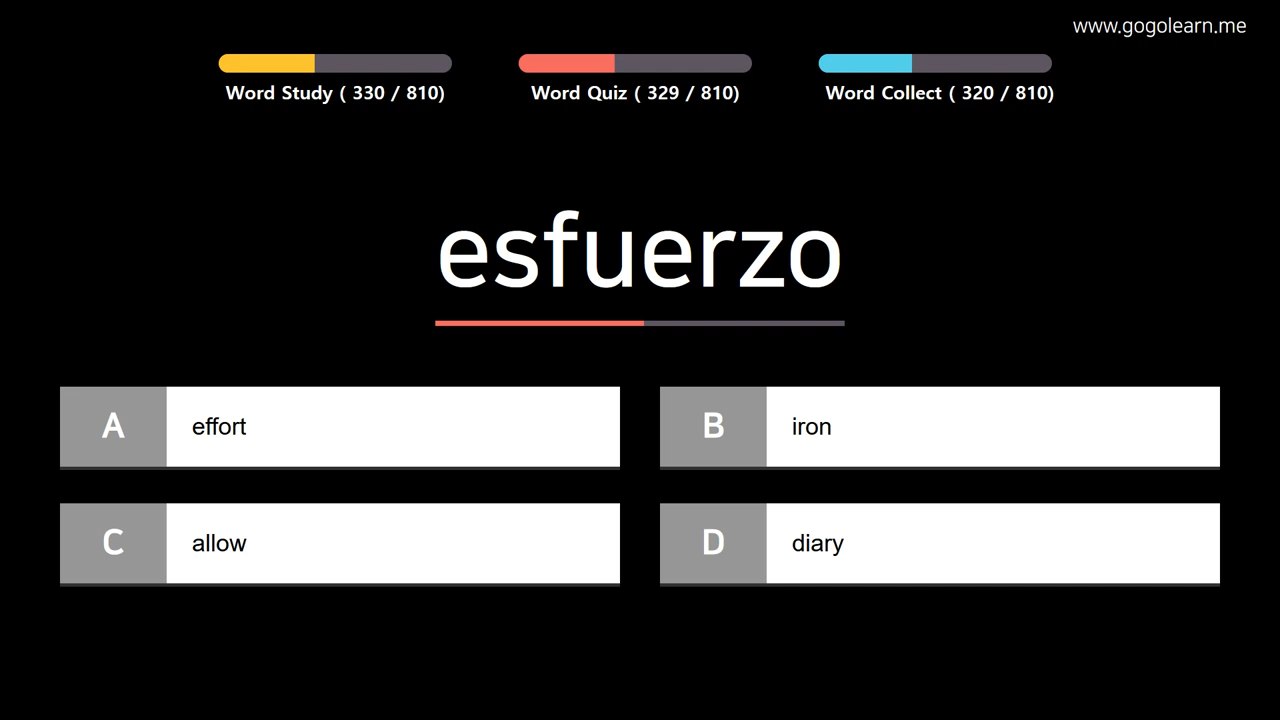 www.gogolearn.me
Word Study ( 330 / 810)
Word Quiz ( 329 / 810)
Word Collect ( 320 / 810)
esfuerzo
A effort
B iron
C allow
D diary